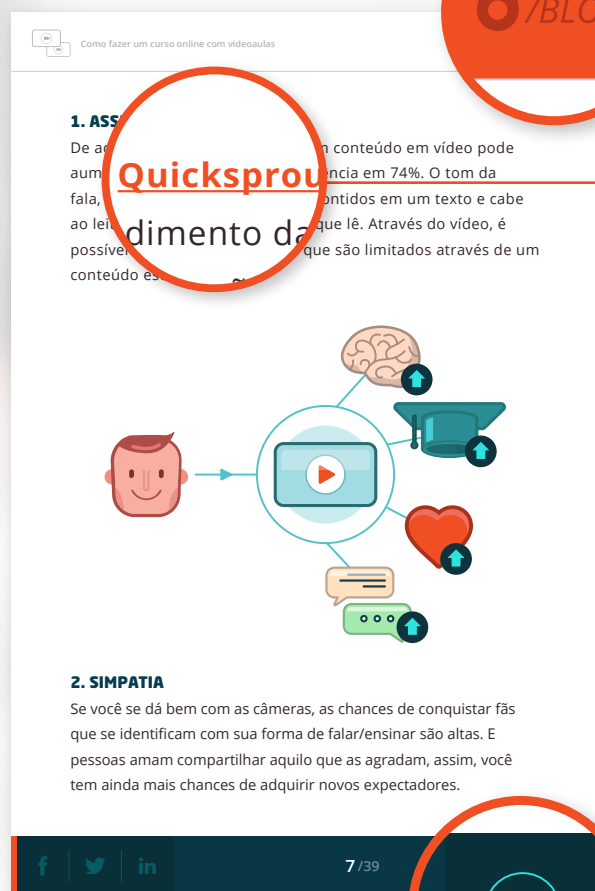 /BLO
Como fazer um curso online com videoaulas
1. ASS
De ac conteúdo em vídeo pode
aum ência em 74%. O tom da
fala, ontidos em um texto e cabe
ao lei que lê. Através do vídeo, é
possível que são limitados através de um
conteúdo es
Quicksprou
dimento da
2. SIMPATIA
Se você se dá bem com as câmeras, as chances de conquistar fãs
que se identificam com sua forma de falar/ensinar são altas. E
pessoas amam compartilhar aquilo que as agradam, assim, você
tem ainda mais chances de adquirir novos expectadores.
f in
7/39